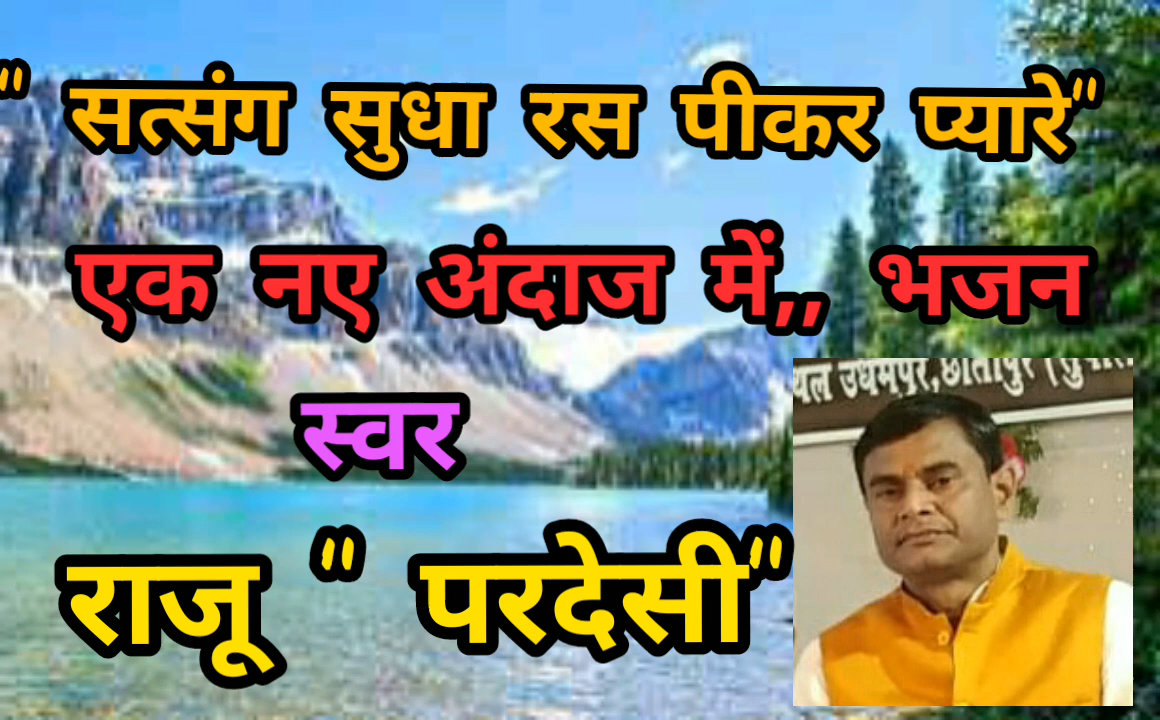 " सत्संग सुधा रस पीकर प्यारे"
एक नए अंदाज में,, भजन
स्वर
राजू " परदेसी"